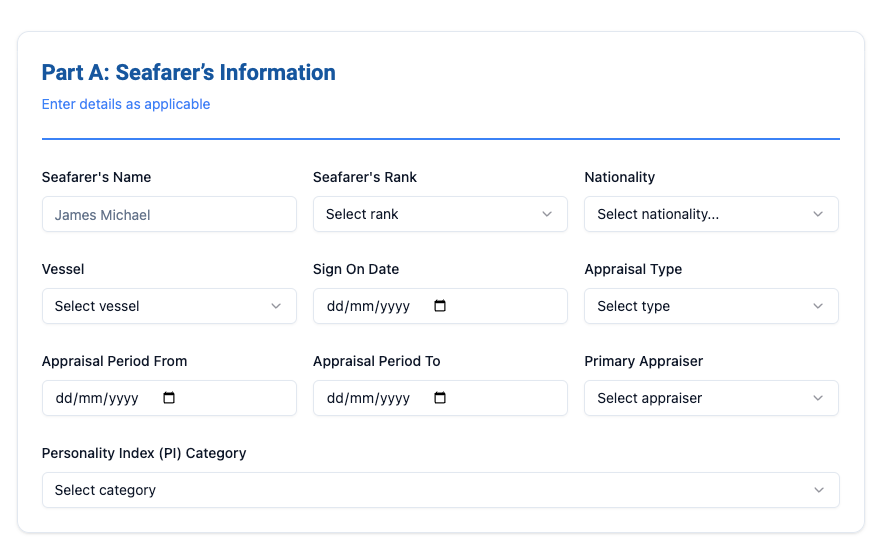 Part A: Seafarer’s Information
Enter details as applicable
Seafarer's Name
Seafarer's Rank
Nationality
James Michael
Select rank
Select nationality...
Vessel
Sign On Date
Appraisal Type
Select vessel
dd/mm/yyyy
Select type
Appraisal Period From
Appraisal Period To
Primary Appraiser
dd/mm/yyyy
dd/mm/yyyy
Select appraiser
Personality Index (PI) Category
Select category